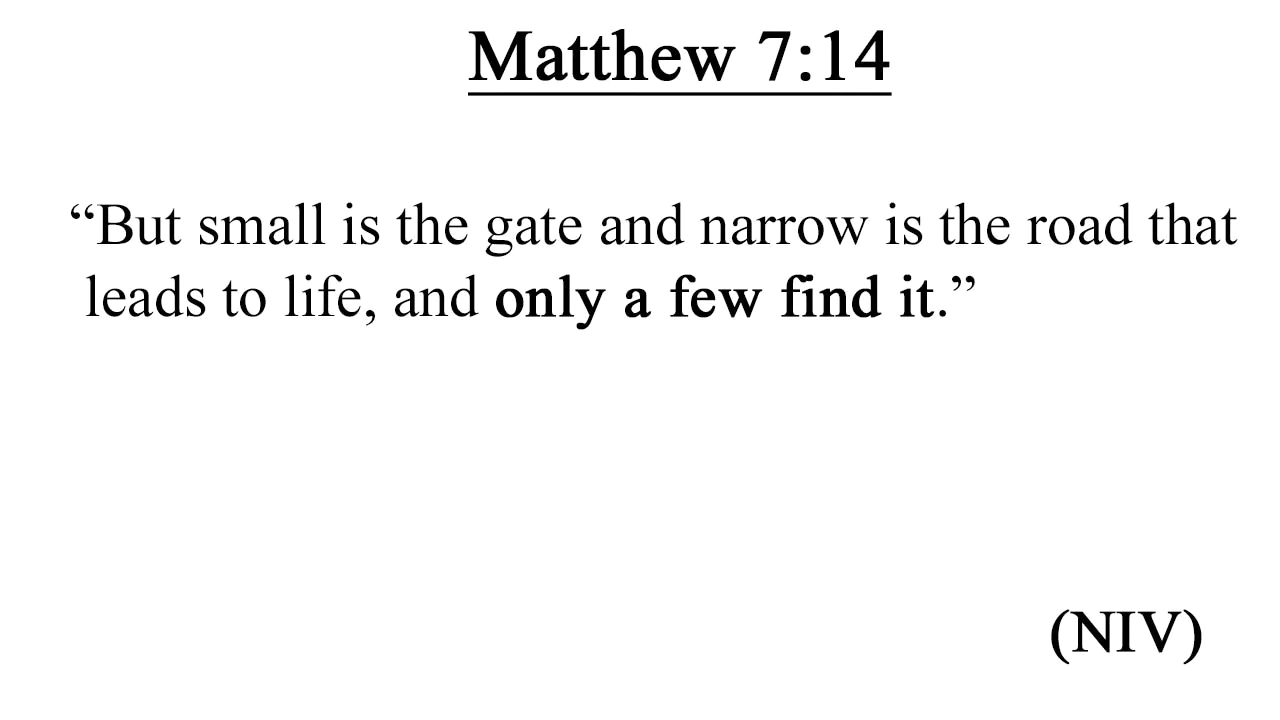 Matthew 7:14
“But small is the gate and narrow is the road that
leads to life, and only a few find it.”
(NIV)